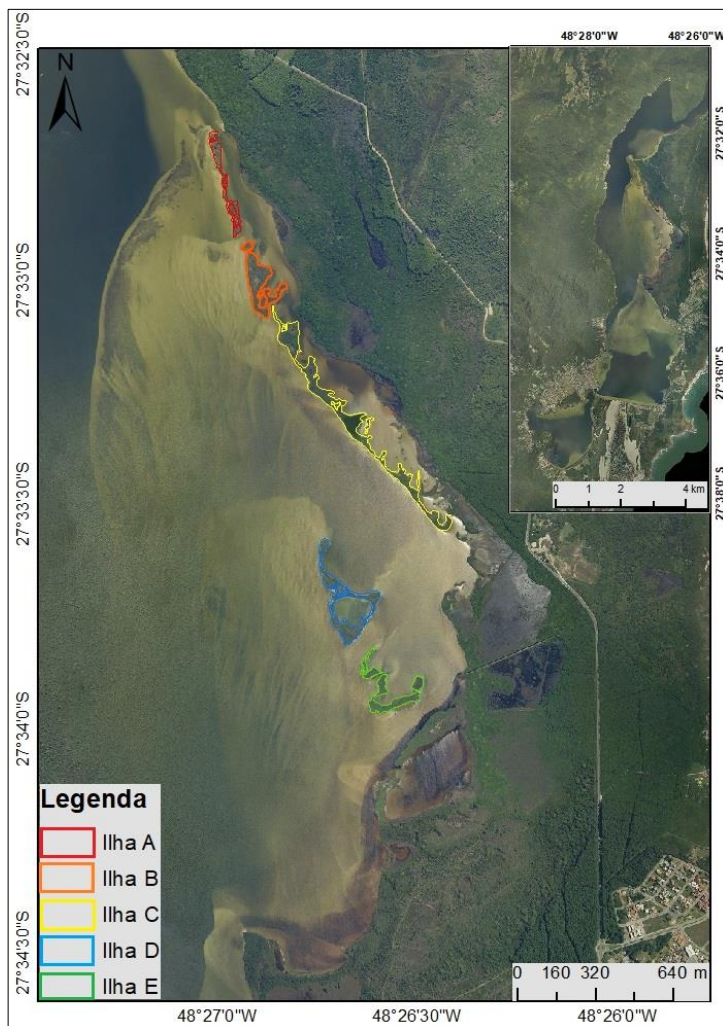 48°28'0"W 48°26'0"W
27°32'30"S
N
27°32'0"S
27°33'0"S
27°34'0"S
27°36'0"S
27°33'30"S
27°38'0"S
0 1 2 4 km
27°34'0"S
Legenda
Ilha A
Ilha B
Ilha C
Ilha D
Ilha E
27°34'30"S
0 160 320 640 m
48°27'0"W 48°26'30"W 48°26'0"W